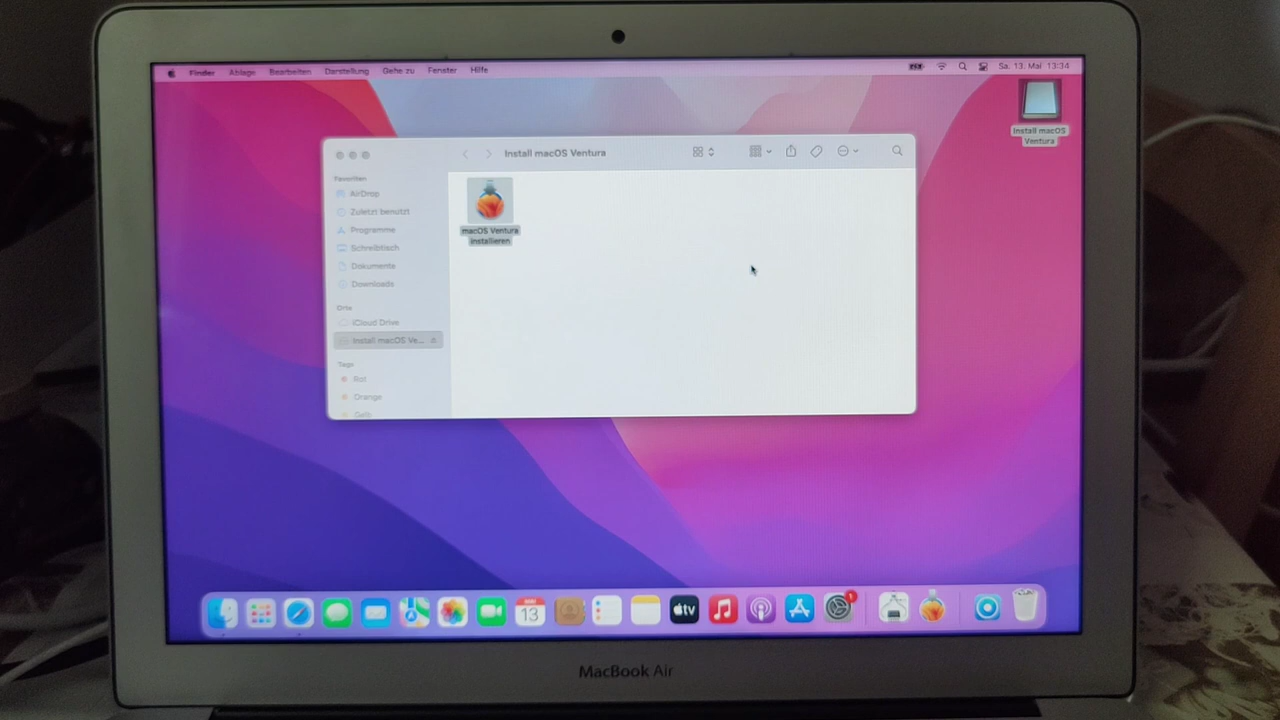 Finder Ablage Bearbeiten Darstellung Gehe zu Fenster Hilfe
Sa. 13. Mai 13:34
Install macOS
Ventura
Install macOS Ventura
Favoriten
AirDrop
Zuletzt benutzt
Programme
Schreibtisch
Dokumente
Downloads
Orte
iCloud Drive
Install macOS Ve...
Tags
Rot
Orange
Gelb
macOS Ventura
installieren
13
tv
1
MacBook Air